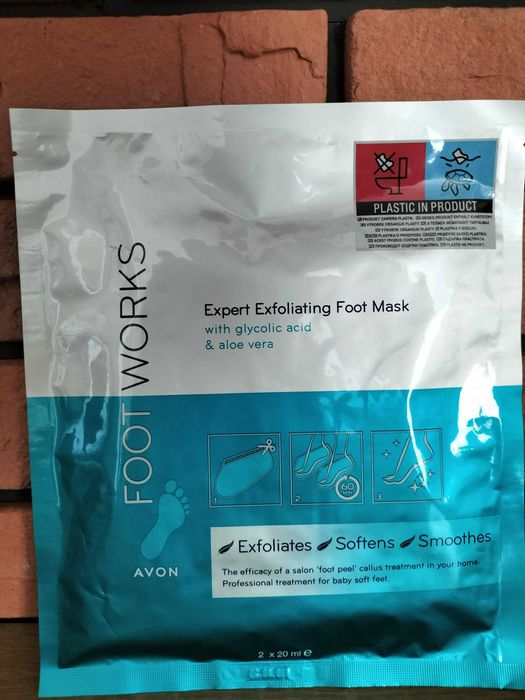 PLASTIC IN PRODUCT
FOOT WORKS
Expert Exfoliating Foot Mask
with glycolic acid
& aloe vera
1
2
60
MIN
3
Exfoliates Softens Smoothes
The efficacy of a salon 'foot peel' callus treatment in your home.
Professional treatment for baby soft feet.
AVON
2 x 20 ml e